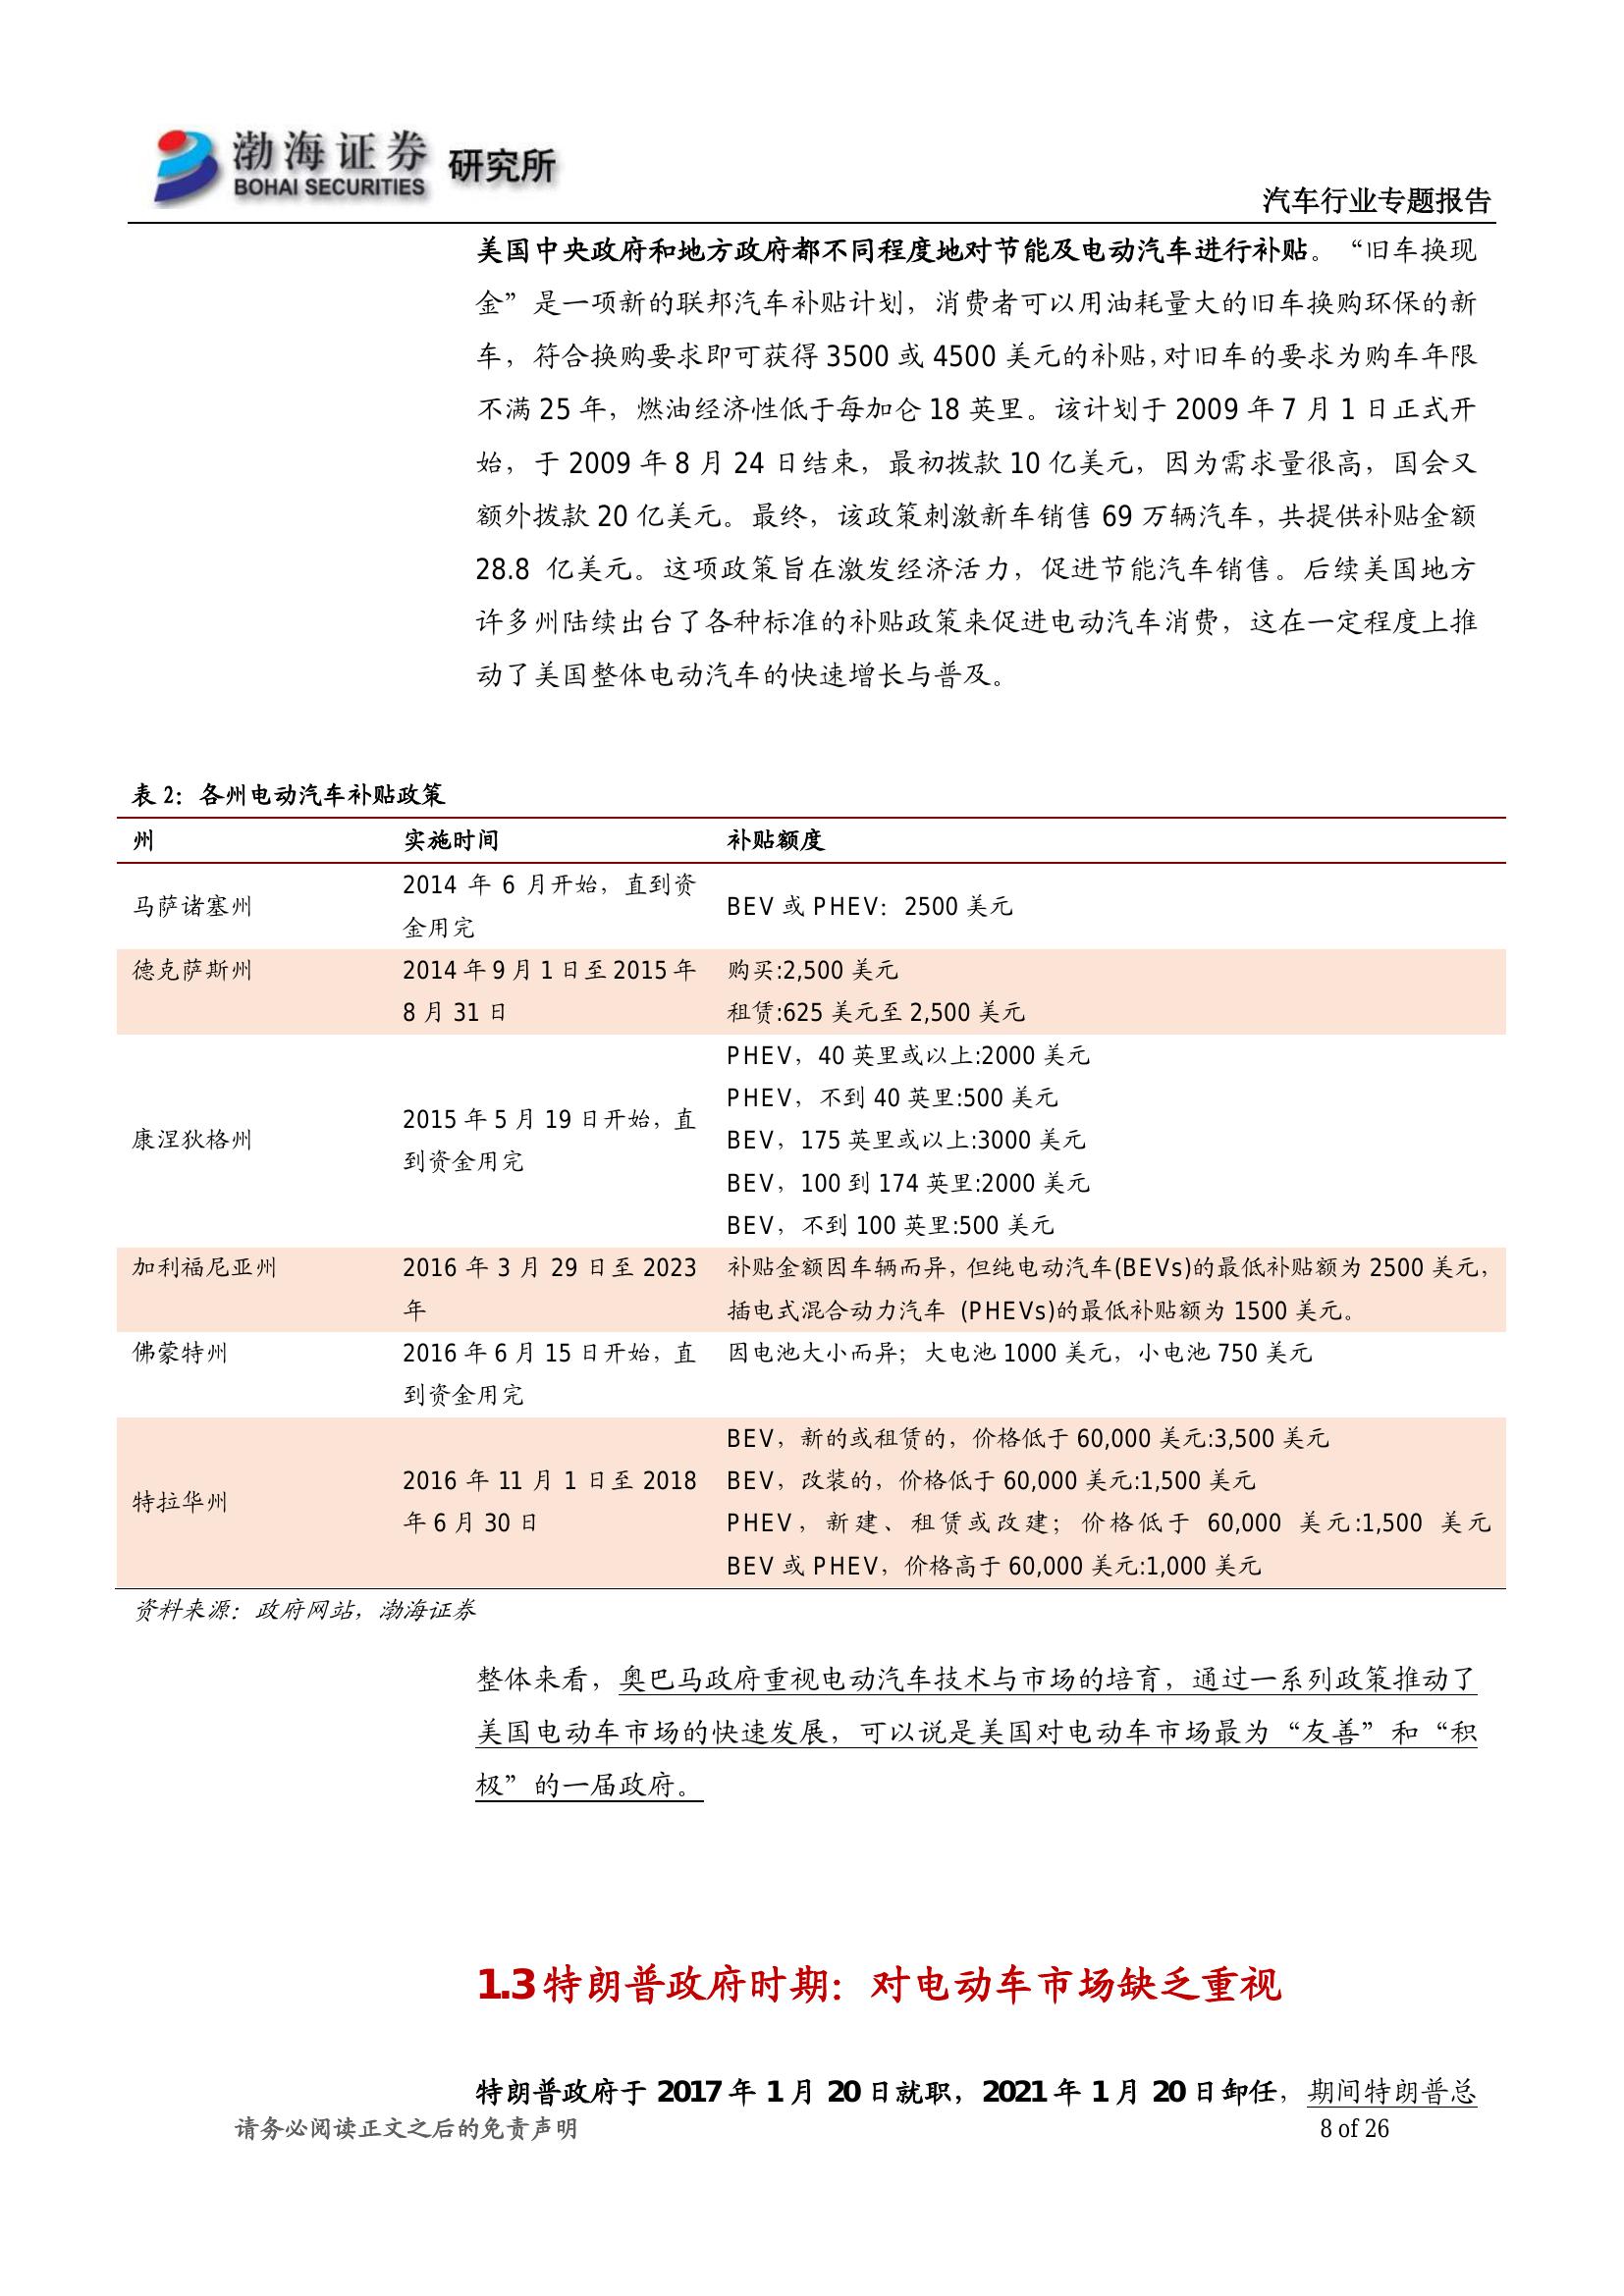 渤海证券 研究所
BOHAI SECURITIES
汽车行业专题报告
美国中央政府和地方政府都不同程度地对节能及电动汽车进行补贴。“旧车换现
金”是一项新的联邦汽车补贴计划，消费者可以用油耗量大的旧车换购环保的新
车，符合换购要求即可获得 3500 或 4500 美元的补贴，对旧车的要求为购车年限
不满 25 年，燃油经济性低于每加仑 18 英里。该计划于 2009 年 7 月 1 日正式开
始，于 2009 年 8 月 24 日结束，最初拨款 10 亿美元，因为需求量很高，国会又
额外拨款 20 亿美元。最终，该政策刺激新车销售 69 万辆汽车，共提供补贴金额
28.8 亿美元。这项政策旨在激发经济活力，促进节能汽车销售。后续美国地方
许多州陆续出台了各种标准的补贴政策来促进电动汽车消费，这在一定程度上推
动了美国整体电动汽车的快速增长与普及。
表 2：各州电动汽车补贴政策
州 实施时间 补贴额度
马萨诸塞州
2014 年 6 月开始，直到资
金用完
BEV 或 PHEV：2500 美元
德克萨斯州
2014 年 9 月 1 日至 2015 年
8 月 31 日
购买:2,500 美元
租赁:625 美元至 2,500 美元
康涅狄格州
2015 年 5 月 19 日开始，直
到资金用完
PHEV，40 英里或以上:2000 美元
PHEV，不到 40 英里:500 美元
BEV，175 英里或以上:3000 美元
BEV，100 到 174 英里:2000 美元
BEV，不到 100 英里:500 美元
加利福尼亚州
2016 年 3 月 29 日至 2023
年
补贴金额因车辆而异，但纯电动汽车(BEVs)的最低补贴额为 2500 美元，
插电式混合动力汽车 (PHEVs)的最低补贴额为 1500 美元。
佛蒙特州
2016 年 6 月 15 日开始，直
到资金用完
因电池大小而异；大电池 1000 美元，小电池 750 美元
特拉华州
2016 年 11 月 1 日至 2018
年 6 月 30 日
BEV，新的或租赁的，价格低于 60,000 美元:3,500 美元
BEV，改装的，价格低于 60,000 美元:1,500 美元
PHEV，新建、租赁或改建；价格低于 60,000 美元:1,500 美元
BEV 或 PHEV，价格高于 60,000 美元:1,000 美元
资料来源：政府网站，渤海证券
整体来看，奥巴马政府重视电动汽车技术与市场的培育，通过一系列政策推动了
美国电动车市场的快速发展，可以说是美国对电动车市场最为“友善”和“积
极”的一届政府。
1.3 特朗普政府时期：对电动车市场缺乏重视
特朗普政府于 2017 年 1 月 20 日就职，2021 年 1 月 20 日卸任，期间特朗普总
请务必阅读正文之后的免责声明 8 of 26